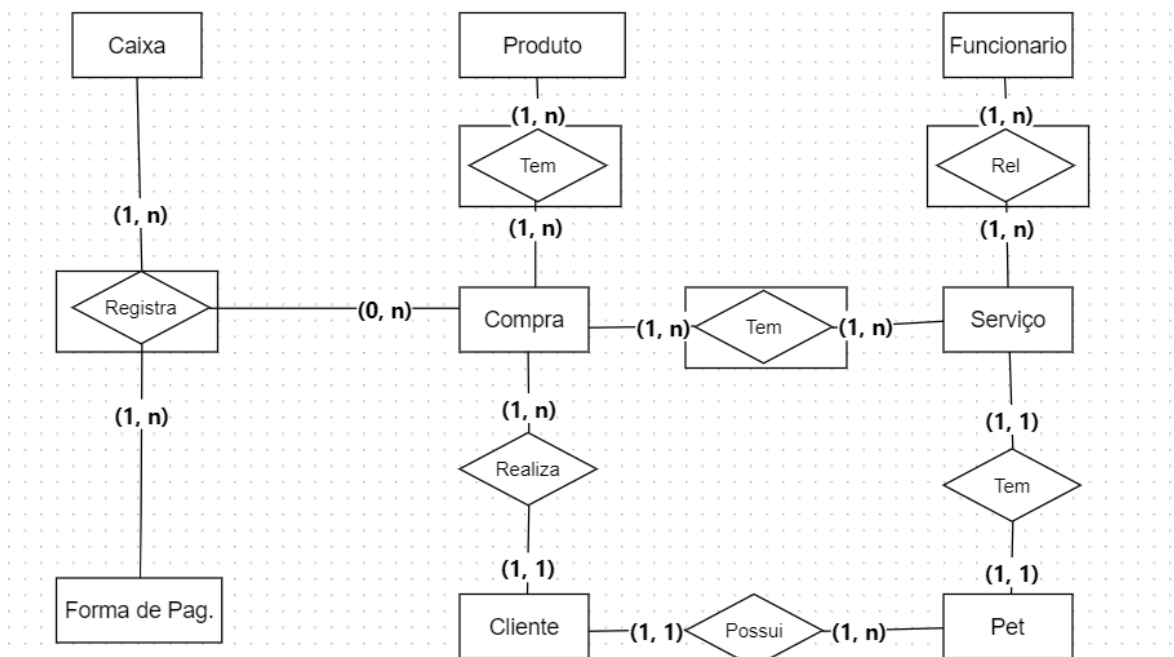 Caixa
Produto
Funcionario
(1, n)
(1, n)
Tem
Rel
(1, n)
(1, n)
(1, n)
Registra
(0, n)
Compra
(1, n)
Tem
(1, n)
Serviço
(1, n)
(1, n)
(1, 1)
Realiza
Tem
(1, 1)
(1, 1)
Forma de Pag.
Cliente
(1, 1)
Possui
(1, n)
Pet